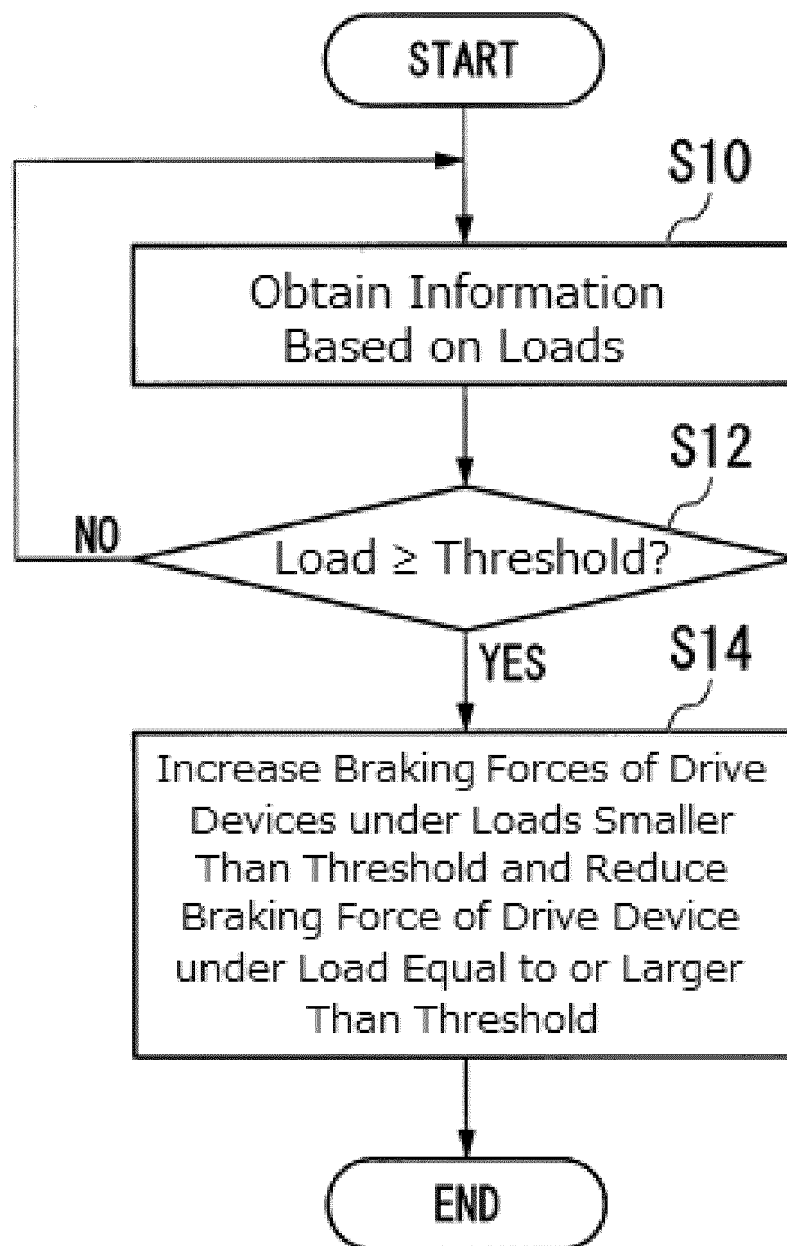 START
S10
Obtain Information
Based on Loads
S12
NO
Load ≥ Threshold?
YES
S14
Increase Braking Forces of Drive
Devices under Loads Smaller
Than Threshold and Reduce
Braking Force of Drive Device
under Load Equal to or Larger
Than Threshold
END